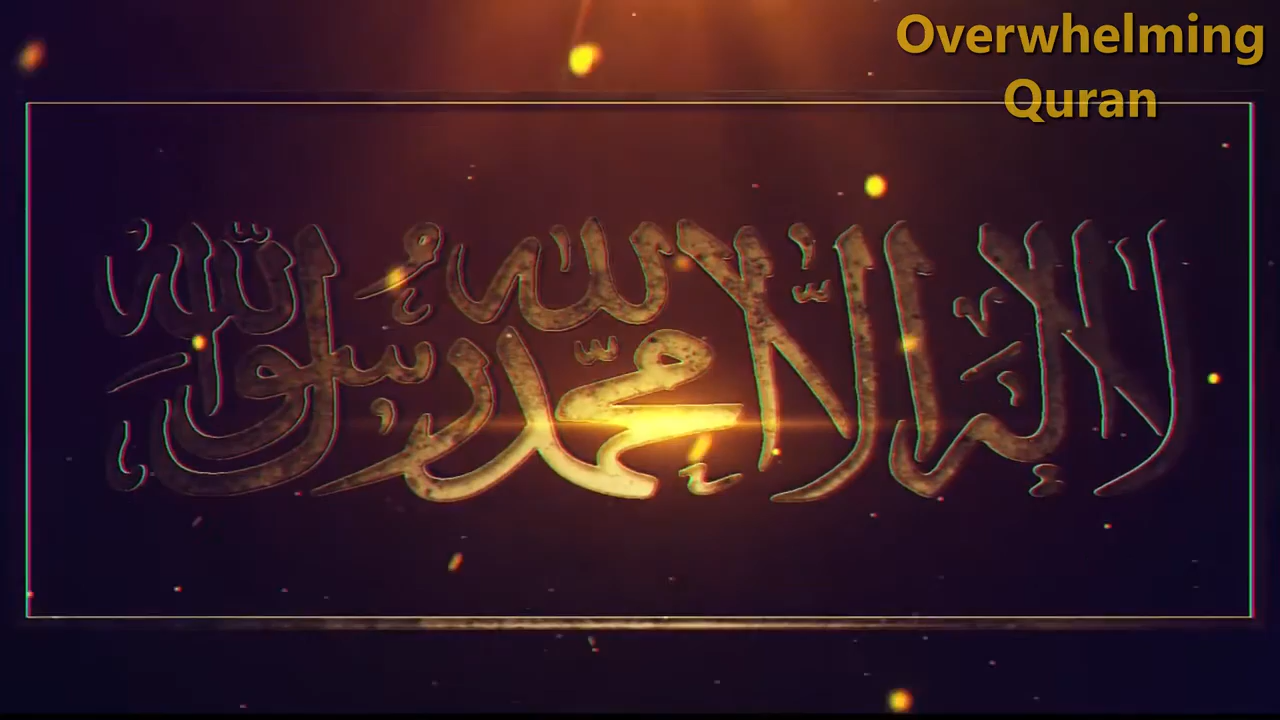 Overwhelming
Quran
لا إله إلا الله محمد رسول الله